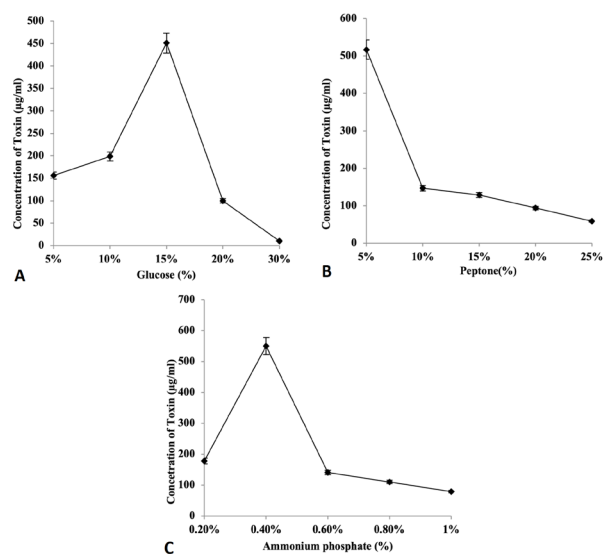 500
450
400
350
300
250
200
150
100
50
0
Concentration of Toxin (µg/ml)
5% 10% 15% 20% 30%
Glucose (%)
A
600
500
400
300
200
100
0
Concentration of Toxin (µg/ml)
5% 10% 15% 20% 25%
Peptone(%)
B
700
600
500
400
300
200
100
0
Concetration of Toxin (µg/ml)
0.20% 0.40% 0.60% 0.80% 1%
Ammonium phosphate (%)
C